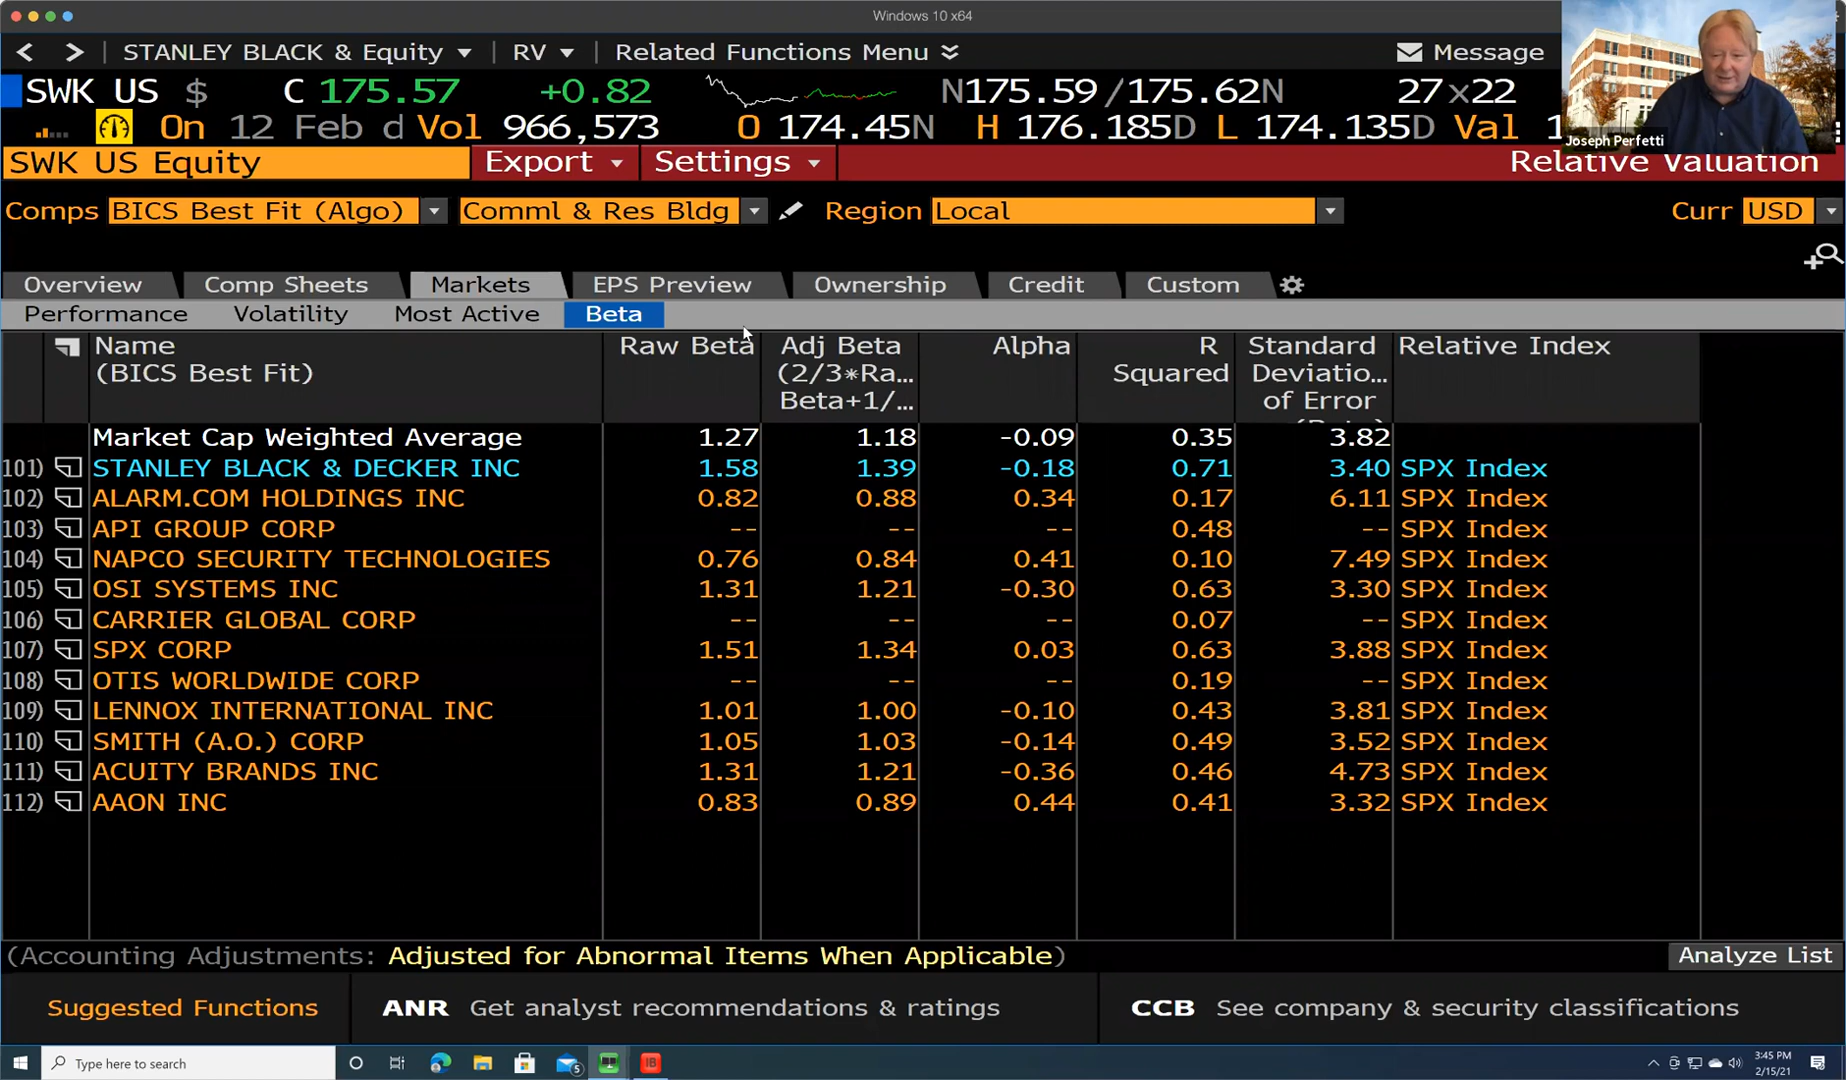 Windows 10 x64
< > STANLEY BLACK & Equity RV Related Functions Menu Message
SWK US $ C 175.57 +0.82 N175.59/175.62N 27x22
On 12 Feb d Vol 966,573 O 174.45N H 176.185D L 174.135D Val 1
Joseph Perfetti
SWK US Equity Export Settings Relative Valuation
Comps BICS Best Fit (Algo) Comml & Res Bldg Region Local Curr USD
Overview Comp Sheets Markets EPS Preview Ownership Credit Custom
Performance Volatility Most Active Beta
Name Raw Beta Adj Beta Alpha R Standard Relative Index
(BICS Best Fit) (2/3*Ra... Squared Deviatio...
Beta+1/... of Error
Market Cap Weighted Average 1.27 1.18 -0.09 0.35 3.82
101) STANLEY BLACK & DECKER INC 1.58 1.39 -0.18 0.71 3.40 SPX Index
102) ALARM.COM HOLDINGS INC 0.82 0.88 0.34 0.17 6.11 SPX Index
103) API GROUP CORP -- -- -- 0.48 -- SPX Index
104) NAPCO SECURITY TECHNOLOGIES 0.76 0.84 0.41 0.10 7.49 SPX Index
105) OSI SYSTEMS INC 1.31 1.21 -0.30 0.63 3.30 SPX Index
106) CARRIER GLOBAL CORP -- -- -- 0.07 -- SPX Index
107) SPX CORP 1.51 1.34 0.03 0.63 3.88 SPX Index
108) OTIS WORLDWIDE CORP -- -- -- 0.19 -- SPX Index
109) LENNOX INTERNATIONAL INC 1.01 1.00 -0.10 0.43 3.81 SPX Index
110) SMITH (A.O.) CORP 1.05 1.03 -0.14 0.49 3.52 SPX Index
111) ACUITY BRANDS INC 1.31 1.21 -0.36 0.46 4.73 SPX Index
112) AAON INC 0.83 0.89 0.44 0.41 3.32 SPX Index
(Accounting Adjustments: Adjusted for Abnormal Items When Applicable) Analyze List
Suggested Functions ANR Get analyst recommendations & ratings CCB See company & security classifications
Type here to search 5 IB 3:45 PM
2/15/21